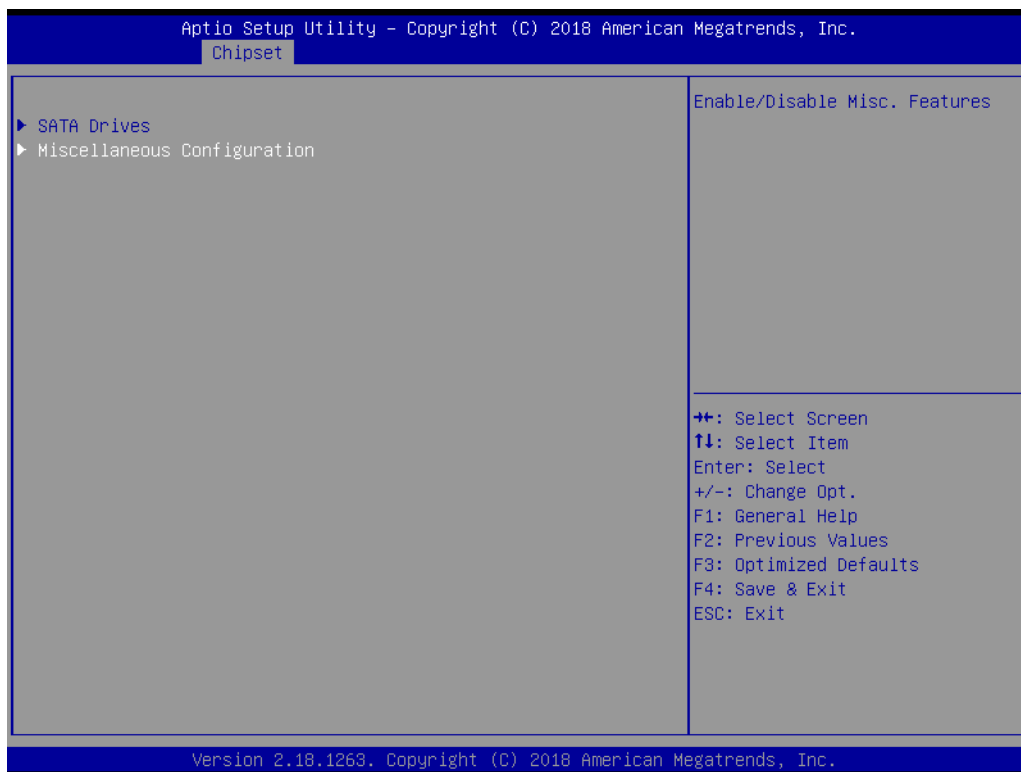 Aptio Setup Utility – Copyright (C) 2018 American Megatrends, Inc.
Chipset
▶ SATA Drives
▶ Miscellaneous Configuration
Enable/Disable Misc. Features
→←: Select Screen
↑↓: Select Item
Enter: Select
+/-: Change Opt.
F1: General Help
F2: Previous Values
F3: Optimized Defaults
F4: Save & Exit
ESC: Exit
Version 2.18.1263. Copyright (C) 2018 American Megatrends, Inc.